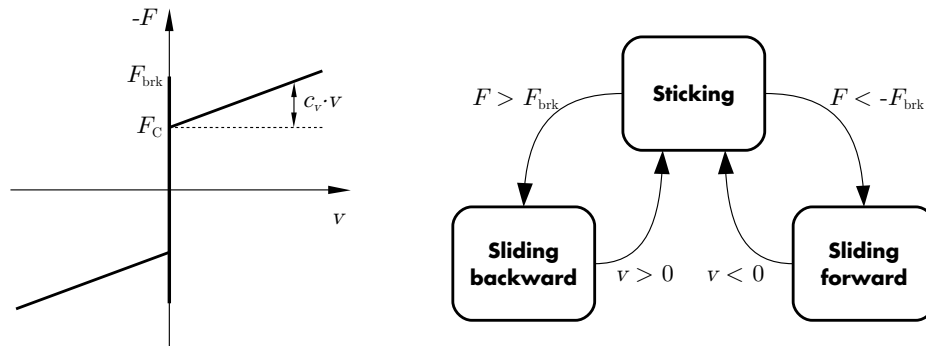 -F
F_brk
F_C
c_v·v
v
Sticking
F > F_brk
F < -F_brk
Sliding
backward
Sliding
forward
v > 0
v < 0